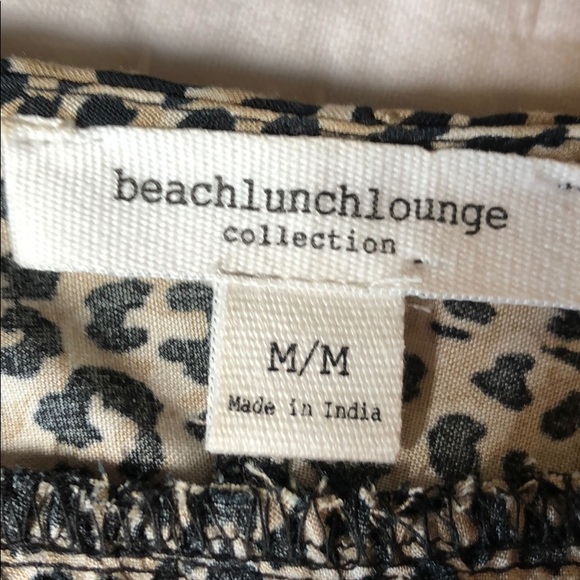 beachlunchlounge
collection
M/M
Made in India